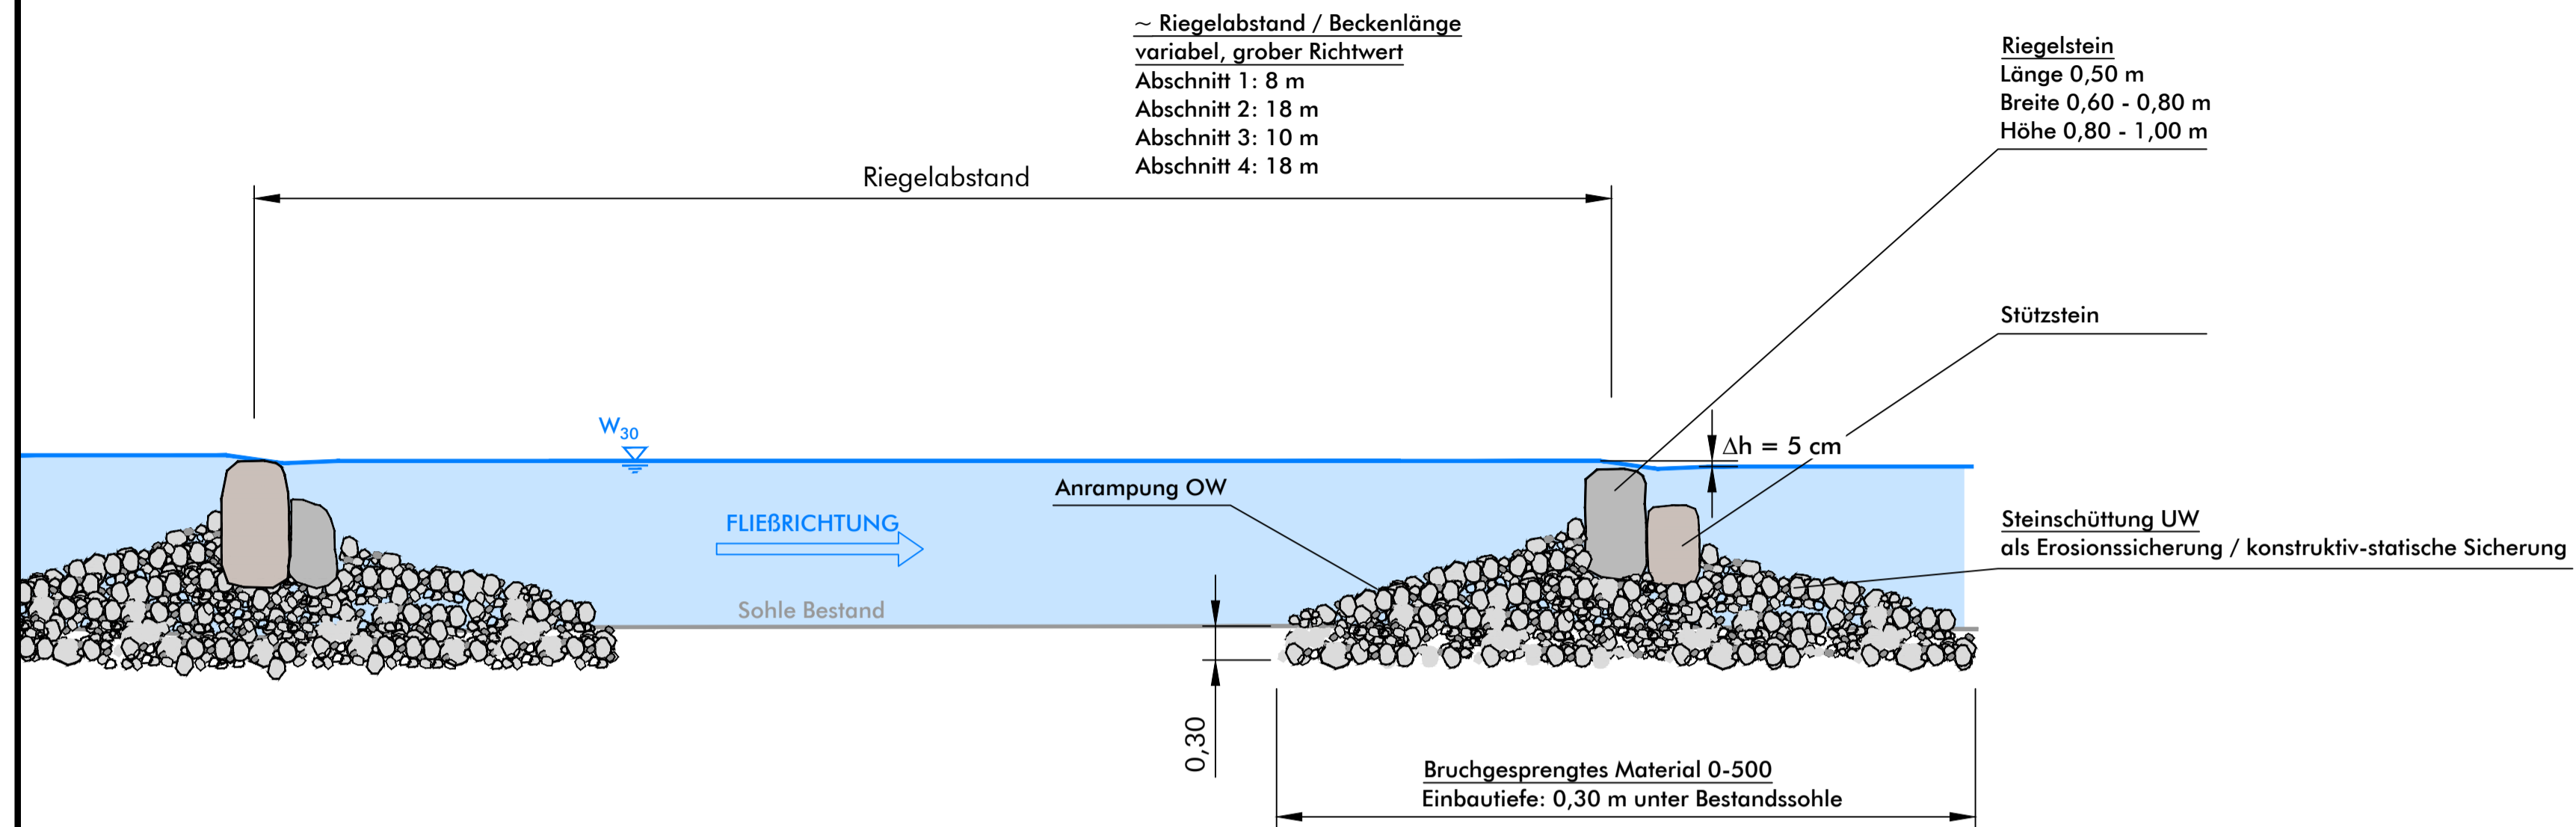 ~ Riegelabstand / Beckenlänge
variabel, grober Richtwert
Abschnitt 1: 8 m
Abschnitt 2: 18 m
Abschnitt 3: 10 m
Abschnitt 4: 18 m
Riegelstein
Länge 0,50 m
Breite 0,60 - 0,80 m
Höhe 0,80 - 1,00 m
Riegelabstand
Stützstein
W30
Δh = 5 cm
Anrampung OW
FLIEßRICHTUNG
Steinschüttung UW
als Erosionssicherung / konstruktiv-statische Sicherung
Sohle Bestand
0,30
Bruchgesprengtes Material 0-500
Einbautiefe: 0,30 m unter Bestandssohle